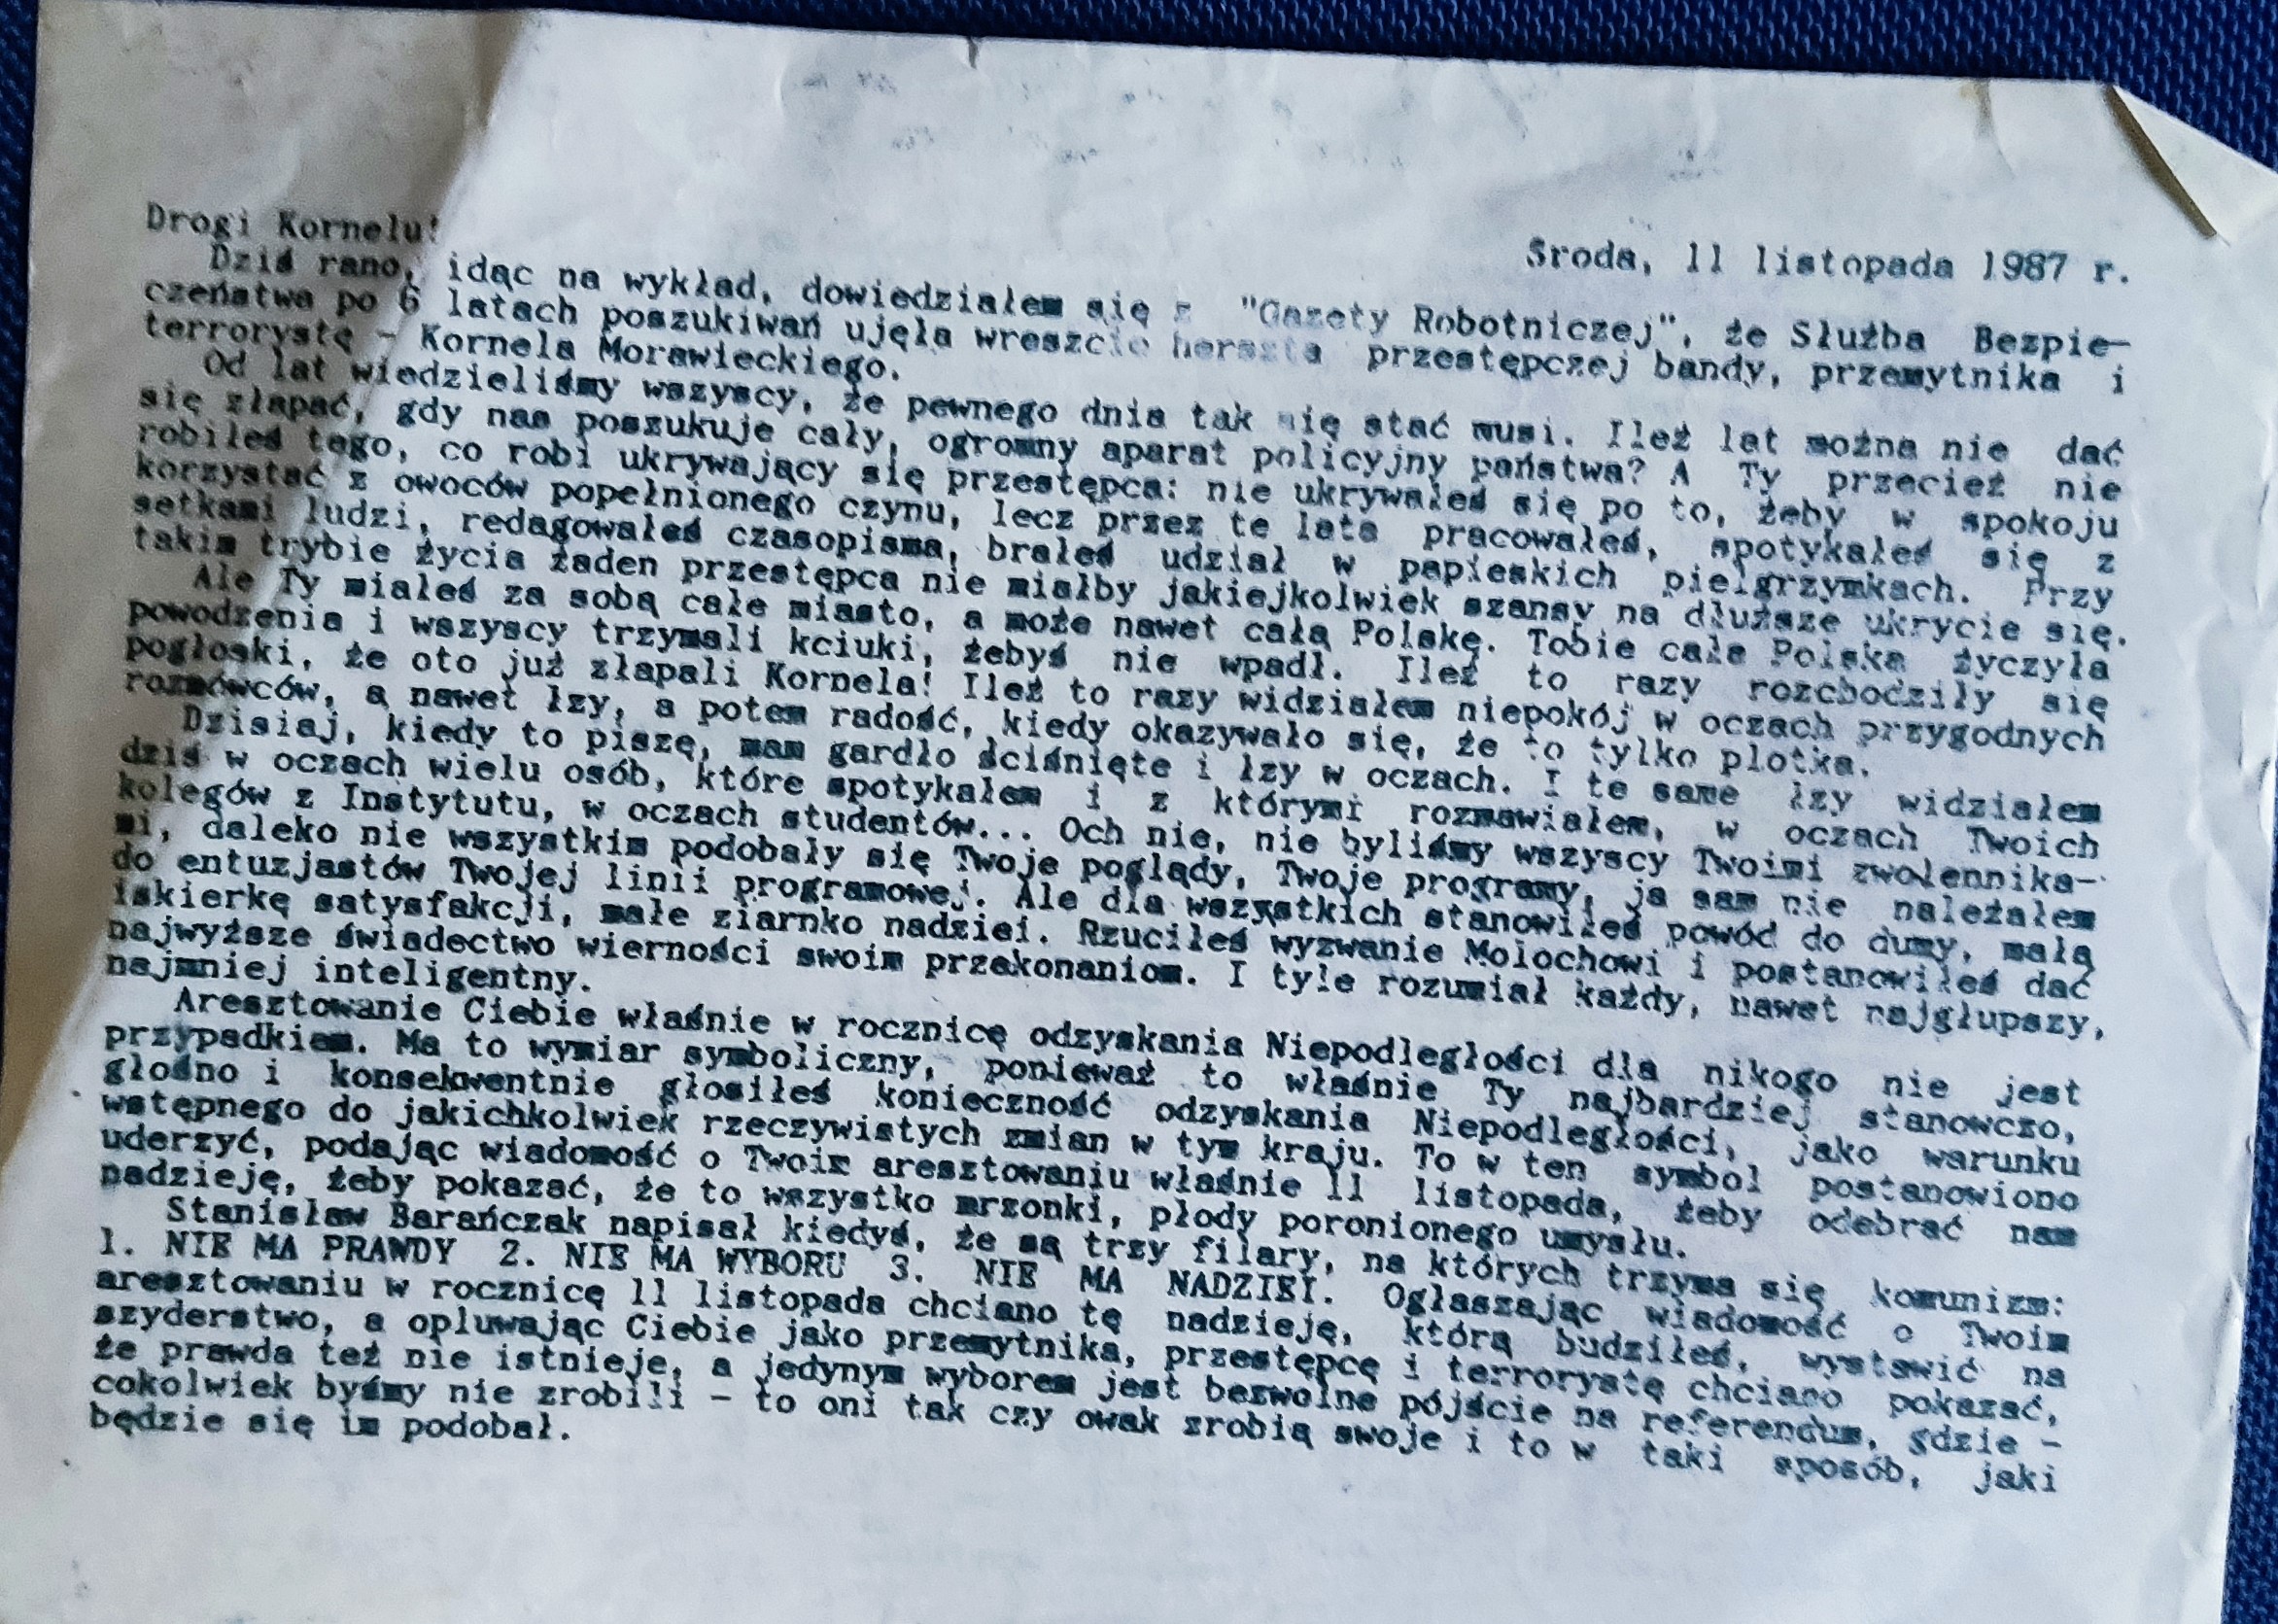 Środa, 11 listopada 1987 r.
Drogi Kornelu!
Dziś rano, idąc na wykład, dowiedziałem się z "Gazety Robotniczej", że Służba Bezpie-
czeństwa po 6 latach poszukiwań ujęla wreszcie herszta przestępczej bandy, przemytnika i
terrorystę - Kornela Morawieckiego.
Od lat wiedzieliśmy wszyscy, że pewnego dnia tak się stać musi. Ileż lat można nie dać
się złapać, gdy nas poszukuje cały, ogromny aparat policyjny państwa? A Ty przecież nie
robiłeś tego, co robi ukrywający się przestępca: nie ukrywałeś się po to, żeby w spokoju
korzystać z owoców popełnionego czynu, lecz przez te lata pracowałeś, spotykałeś się z
setkami ludzi, redagowałeś czasopisma, brałeś udział w papieskich pielgrzymkach. Przy
takim trybie życia żaden przestępca nie miałby jakiejkolwiek szansy na dłuższe ukrycie się.
Ale Ty miałeś za sobą całe miasto, a może nawet całą Polskę. Tobie cała Polska życzyła
powodzenia i wszyscy trzymali kciuki, żebyś nie wpadł. Ileż to razy rozchodziły się
pogłoski, że oto już złapali Kornela! Ileż to razy widziałem niepokój w oczach przygodnych
rozmówców, a nawet łzy, a potem radość, kiedy okazywało się, że to tylko plotka.
Dzisiaj, kiedy to piszę, mam gardło ściśnięte i łzy w oczach. I te same łzy widziałem
dziś w oczach wielu osób, które spotykałem i z którymi rozmawiałem, w oczach Twoich
kolegów z Instytutu, w oczach studentów... Och nie, nie byliśmy wszyscy Twoimi zwolennika-
mi, daleko nie wszystkim podobały się Twoje poglądy, Twoje programy, ja sam nie należałem
do entuzjastów Twojej linii programowej. Ale dla wszystkich stanowiłeś powód do dumy, małą
iskierkę satysfakcji, małe ziarnko nadziei. Rzuciłeś wyzwanie Molochowi i postanowiłeś dać
najwyższe świadectwo wierności swoim przekonaniom. I tyle rozumiał każdy, nawet najgłupszy,
najmniej inteligentny.
Aresztowanie Ciebie właśnie w rocznicę odzyskania Niepodległości dla nikogo nie jest
przypadkiem. Ma to wymiar symboliczny, ponieważ to właśnie Ty najbardziej stanowczo,
głośno i konsekwentnie głosiłeś konieczność odzyskania Niepodległości, jako warunku
wstępnego do jakichkolwiek rzeczywistych zmian w tym kraju. To w ten symbol postanowiono
uderzyć, podając wiadomość o Twoim aresztowaniu właśnie 11 listopada, żeby odebrać nam
nadzieję, żeby pokazać, że to wszystko mrzonki, płody poronionego umysłu.
Stanisław Barańczak napisał kiedyś, że są trzy filary, na których trzyma się komunizm:
1. NIE MA PRAWDY 2. NIE MA WYBORU 3. NIE MA NADZIEI. Ogłaszając wiadomość o Twoim
aresztowaniu w rocznicę 11 listopada chciano tę nadzieję, którą budziłeś, wystawić na
szyderstwo, a opluwając Ciebie jako przemytnika, przestępcę i terrorystę chciano pokazać,
że prawda też nie istnieje, a jedynym wyborem jest bezwolne pójście na referendum, gdzie -
cokolwiek byśmy nie zrobili - to oni tak czy owak zrobią swoje i to w taki sposób, jaki
będzie się im podobał.